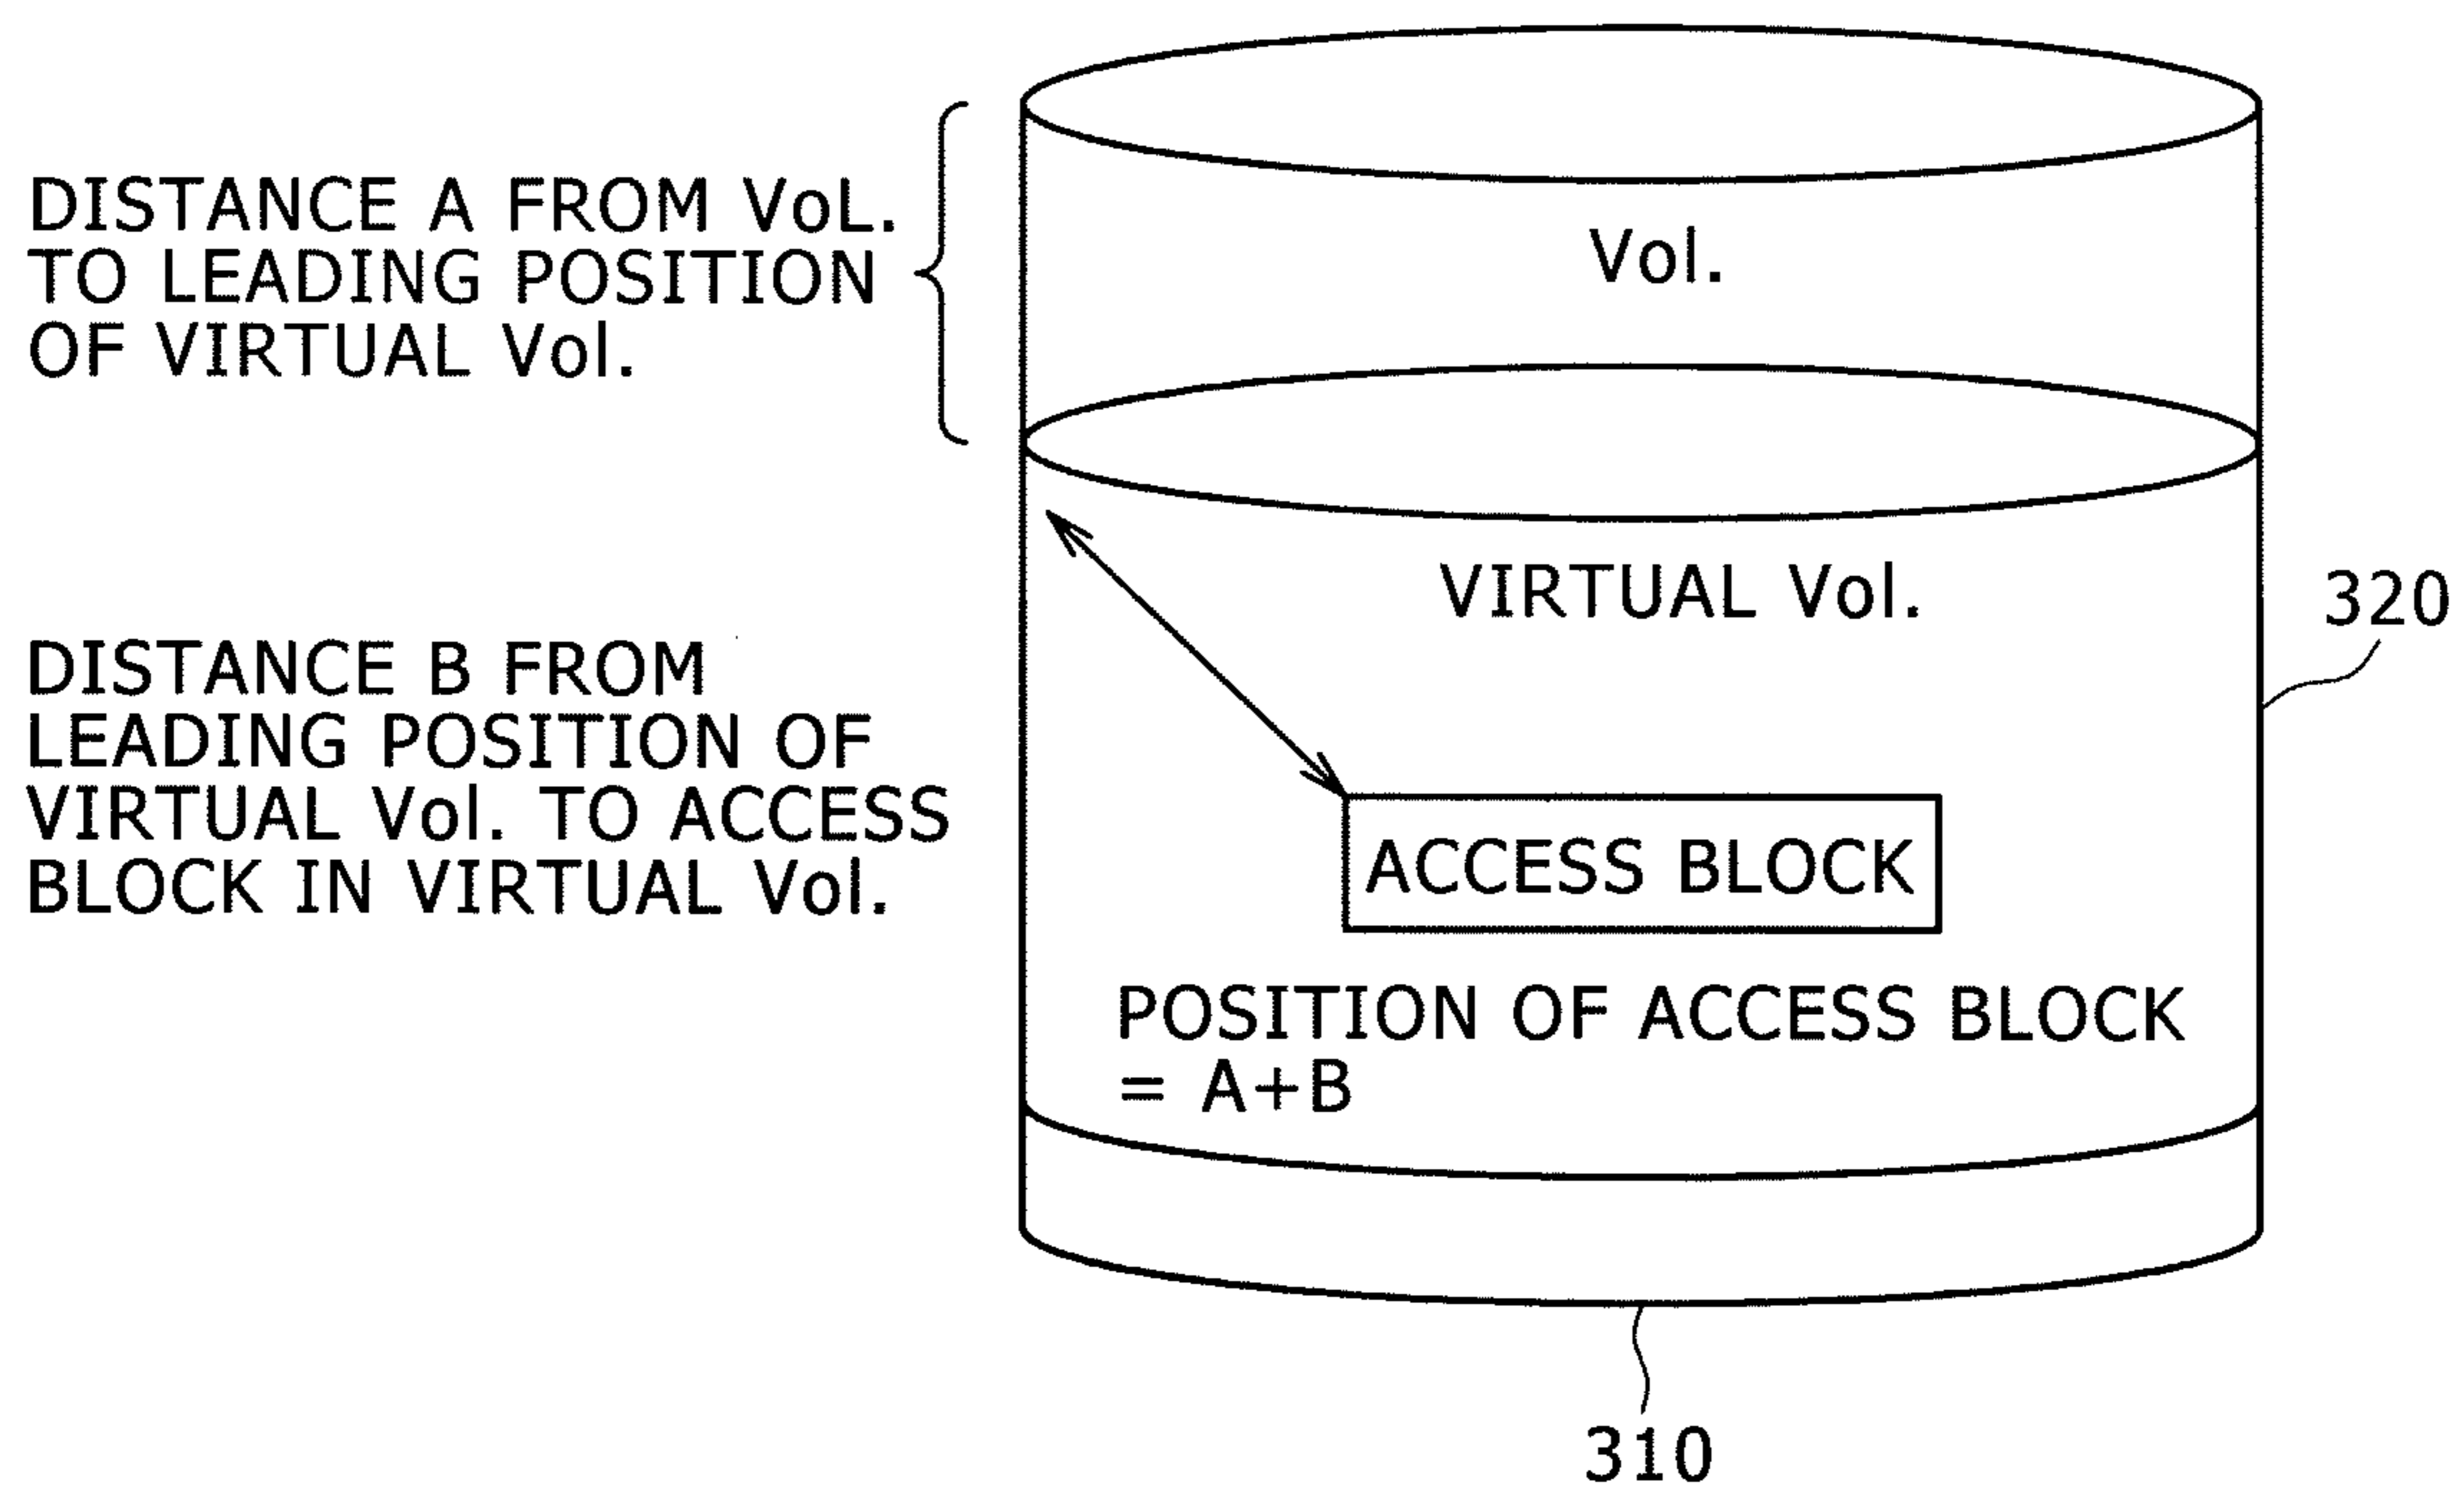 DISTANCE A FROM VoL.
TO LEADING POSITION
OF VIRTUAL Vol.
Vol.
VIRTUAL Vol.
320
DISTANCE B FROM
LEADING POSITION OF
VIRTUAL Vol. TO ACCESS
BLOCK IN VIRTUAL Vol.
ACCESS BLOCK
POSITION OF ACCESS BLOCK
= A+B
310